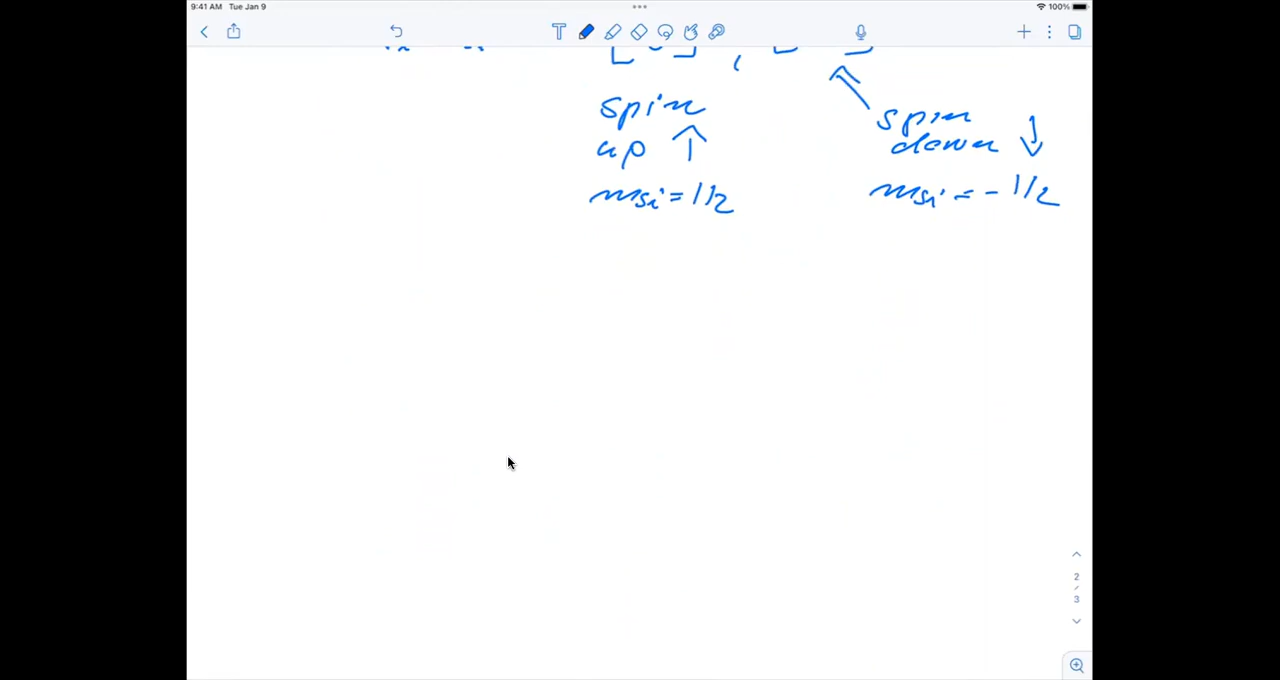 9:41 AM Tue Jan 9
100%
spin
up ↑
msi = 1/2
spin
down ↓
msi = - 1/2
2
/
3